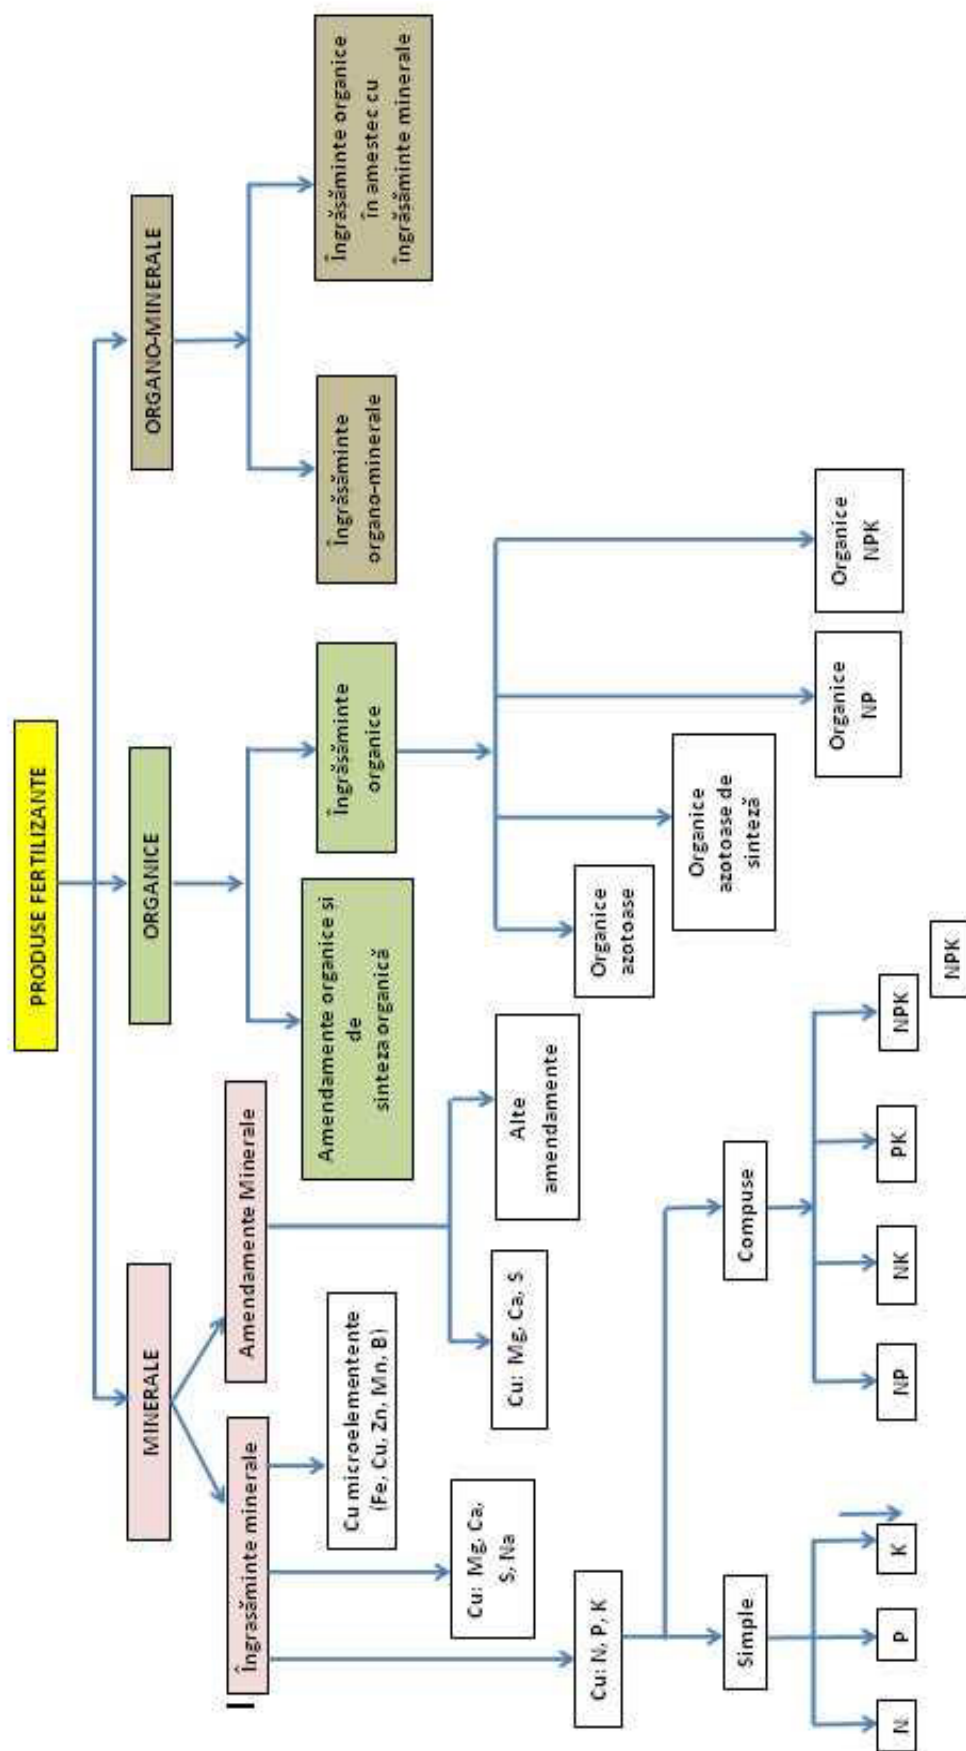 PRODUSE FERTILIZANTE
MINERALE
ORGANICE
ORGANO-MINERALE
Îngrasăminte minerale
Amendamente Minerale
Amendamente organice si
de
sinteza organică
Îngrășăminte
organice
Îngrășăminte
organo-minerale
Îngrășăminte organice
În amestec cu
îngrășăminte minerale
Cu microelementente
(Fe, Cu, Zn, Mn, B)
Cu: Mg, Ca,
S, Na
Cu: Mg, Ca, S
Alte
amendamente
Cu: N, P, K
Organice
azotoase
Organice
azotoase de
sinteză
Organice
NP
Organice
NPK
Simple
Compuse
N
P
K
NP
NK
PK
NPK
NPK